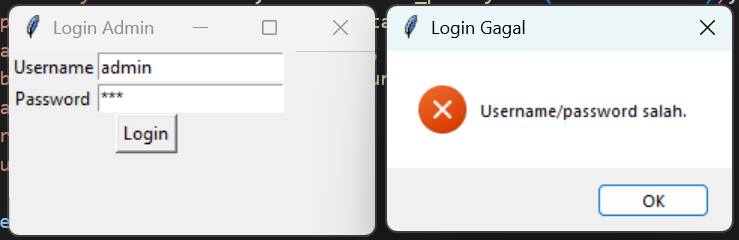 Login Admin
Username admin
Password ***
Login
Login Gagal
Username/password salah.
OK